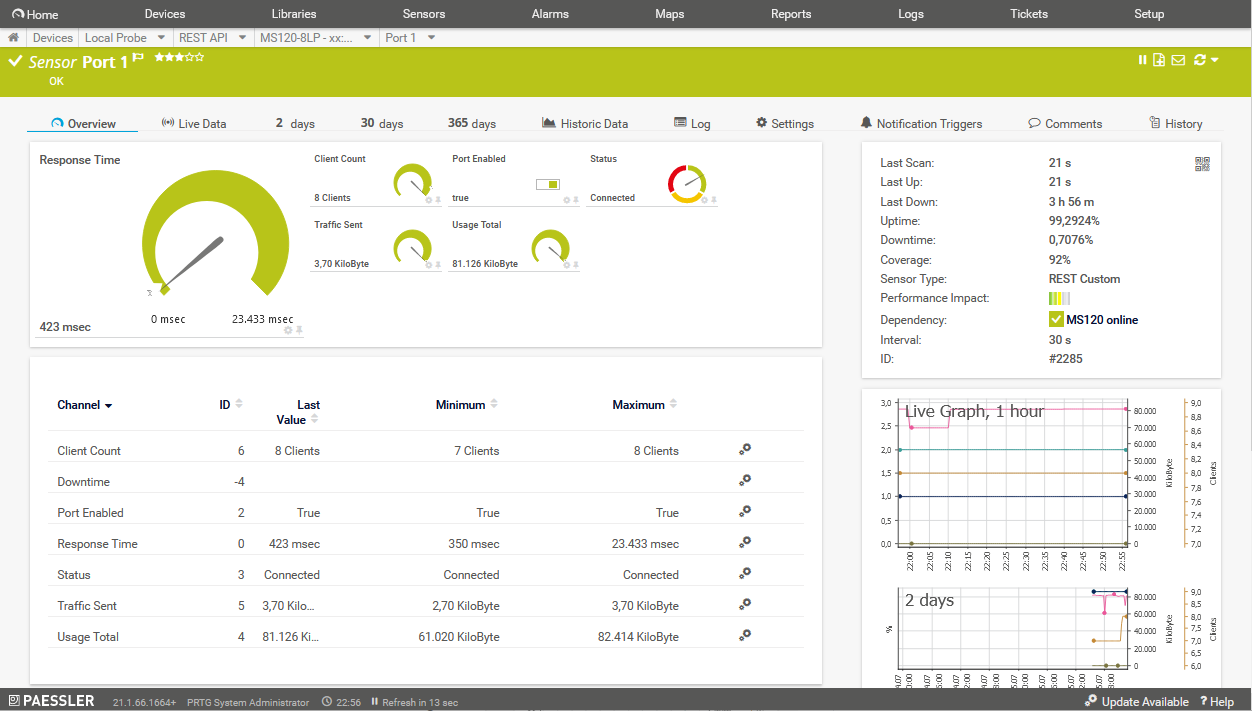 Home Devices Libraries Sensors Alarms Maps Reports Logs Tickets Setup
Devices Local Probe REST API MS120-8LP - xx:... Port 1
Sensor Port 1
OK
Overview Live Data 2 days 30 days 365 days Historic Data Log Settings Notification Triggers Comments History
Response Time
423 msec
0 msec 23.433 msec
Client Count
8 Clients
Port Enabled
true
Status
Connected
Traffic Sent
3,70 KiloByte
Usage Total
81.126 KiloByte
Last Scan: 21 s
Last Up: 21 s
Last Down: 3 h 56 m
Uptime: 99,2924%
Downtime: 0,7076%
Coverage: 92%
Sensor Type: REST Custom
Performance Impact:
Dependency: MS120 online
Interval: 30 s
ID: #2285
Channel ID Last Value Minimum Maximum
Client Count 6 8 Clients 7 Clients 8 Clients
Downtime -4
Port Enabled 2 True True True
Response Time 0 423 msec 350 msec 23.433 msec
Status 3 Connected Connected Connected
Traffic Sent 5 3,70 Kilo... 2,70 KiloByte 3,70 KiloByte
Usage Total 4 81.126 Ki... 61.020 KiloByte 82.414 KiloByte
Live Graph, 1 hour
3,0
2,5
2,0
1,5
1,0
0,5
0,0
80.000
70.000
60.000
50.000
40.000
30.000
20.000
10.000
0
KiloByte
9,0
8,8
8,6
8,4
8,2
8,0
7,8
7,6
7,4
7,2
7,0
Clients
22:00 22:05 22:10 22:15 22:20 22:25 22:30 22:35 22:40 22:45 22:50 22:55
2 days
%
80.000
60.000
40.000
20.000
0
KiloByte
9,0
8,5
8,0
7,5
7,0
6,5
6,0
Clients
PAESSLER 21.1.66.1664+ PRTG System Administrator 22:56 Refresh in 13 sec Update Available ? Help